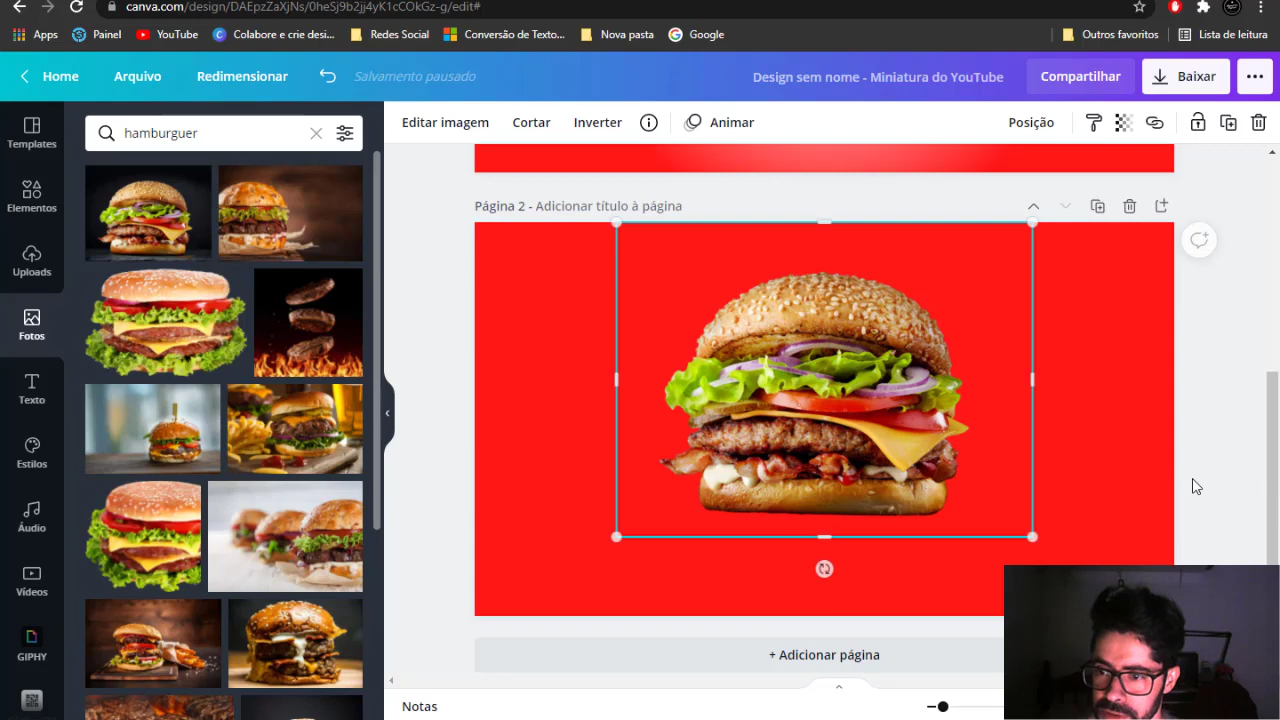 canva.com/design/DAEpzZaXjNs/0heSj9b2jj4yK1cCOkGz-g/edit#
Apps
Painel
YouTube
Colabore e crie desi...
Redes Social
Conversão de Texto...
Nova pasta
Google
Outros favoritos
Lista de leitura
Home
Arquivo
Redimensionar
Salvamento pausado
Design sem nome - Miniatura do YouTube
Compartilhar
Baixar
Templates
Elementos
Uploads
Fotos
Texto
Estilos
Áudio
Vídeos
GIPHY
hamburguer
Editar imagem
Cortar
Inverter
Animar
Posição
Página 2 - Adicionar título à página
+ Adicionar página
Notas